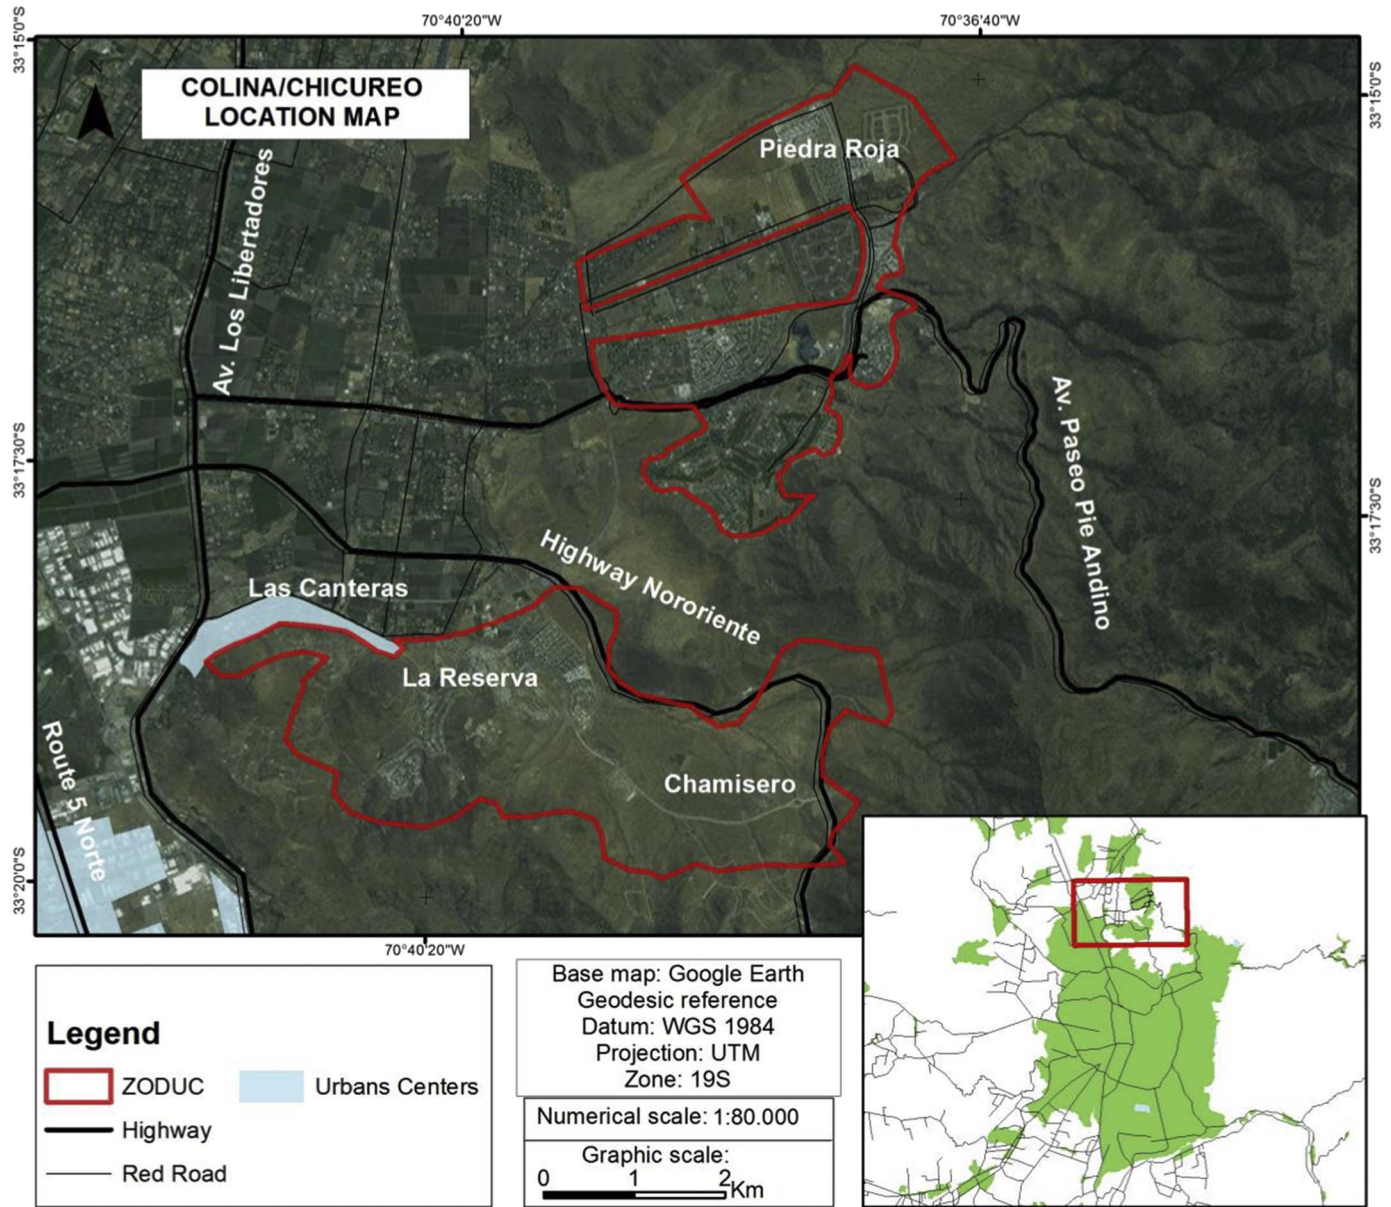 70°40'20"W
70°36'40"W
33°15'0"S
33°15'0"S
N
COLINA/CHICUREO
LOCATION MAP
Piedra Roja
Av. Los Libertadores
33°17'30"S
33°17'30"S
Av. Paseo Pie Andino
Highway Nororiente
Las Canteras
La Reserva
Chamisero
Route 5 Norte
33°20'0"S
70°40'20"W
Legend
ZODUC
Urbans Centers
Highway
Red Road
Base map: Google Earth
Geodesic reference
Datum: WGS 1984
Projection: UTM
Zone: 19S
Numerical scale: 1:80.000
Graphic scale:
0 1 2 Km